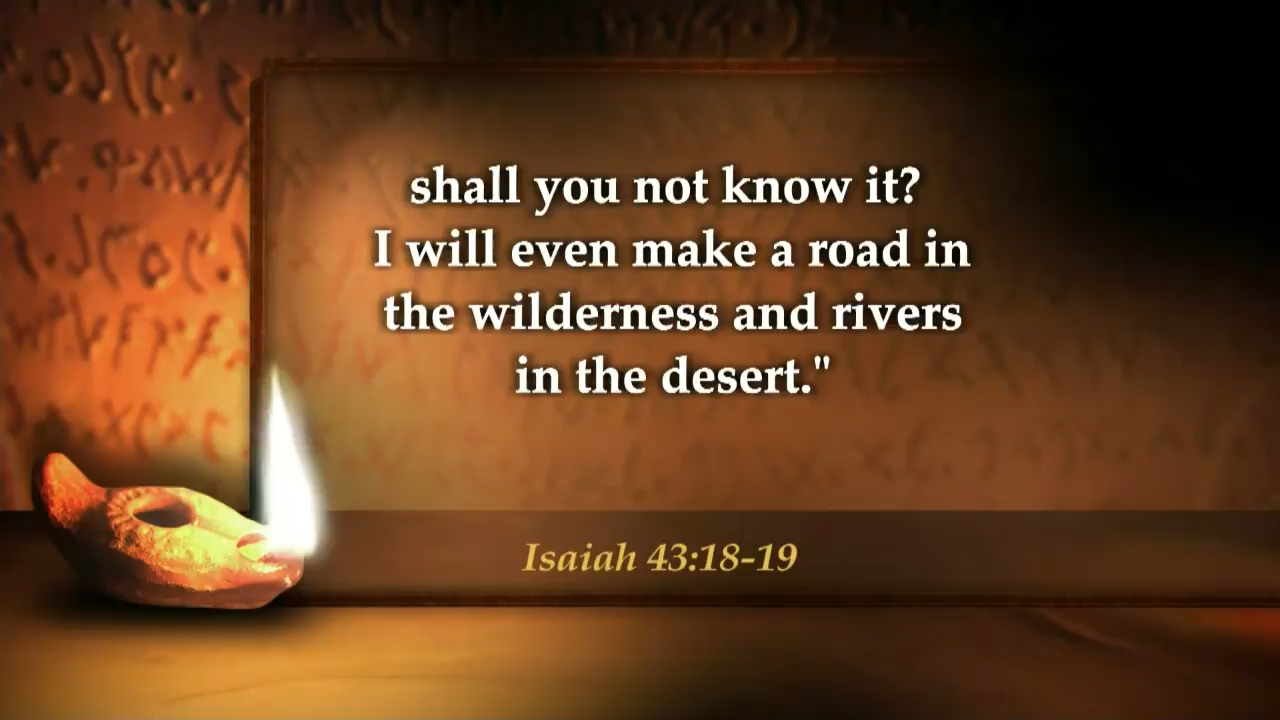 shall you not know it?
I will even make a road in
the wilderness and rivers
in the desert."
Isaiah 43:18-19